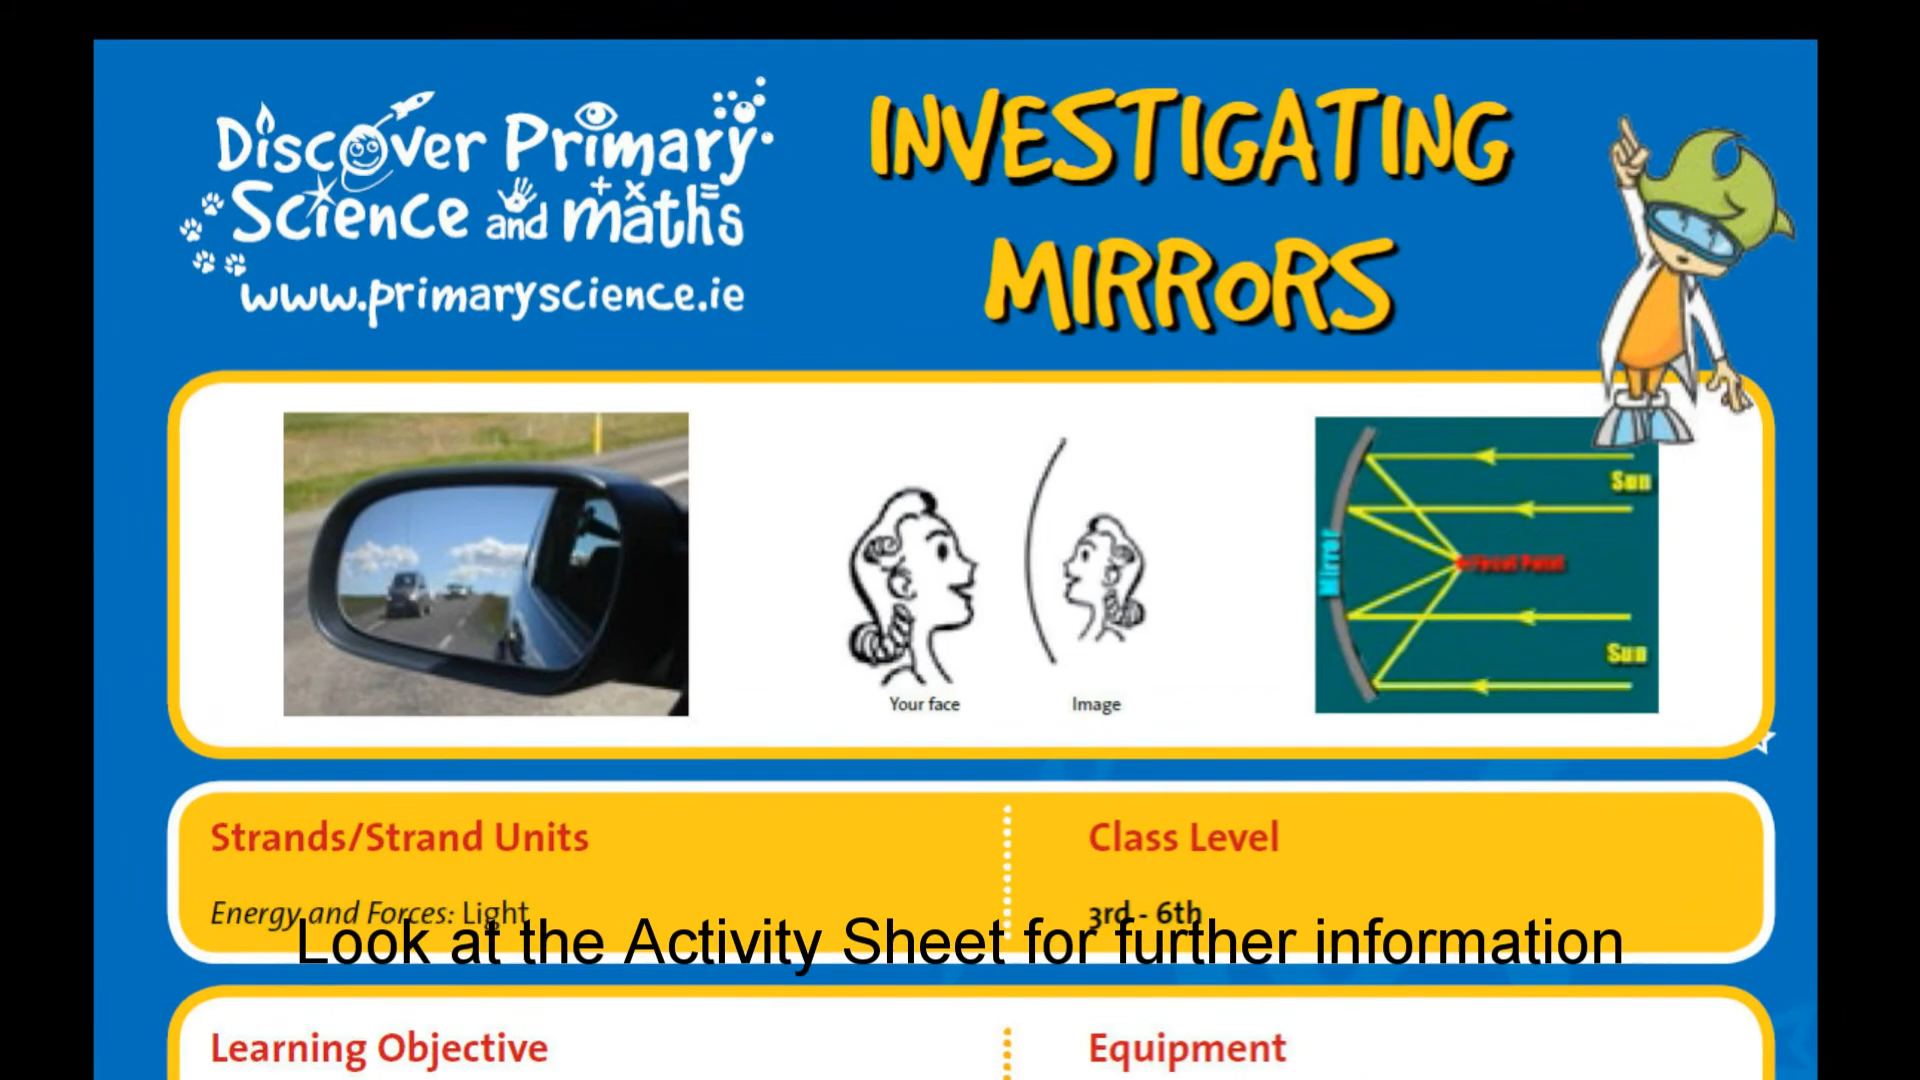 Discover Primary
Science and maths
www.primaryscience.ie
INVESTIGATING
MIRRORS
Your face
Image
Mirror
Sun
Focal Point
Sun
Strands/Strand Units
Energy and Forces: Light
Class Level
3rd - 6th
Look at the Activity Sheet for further information
Learning Objective
Equipment